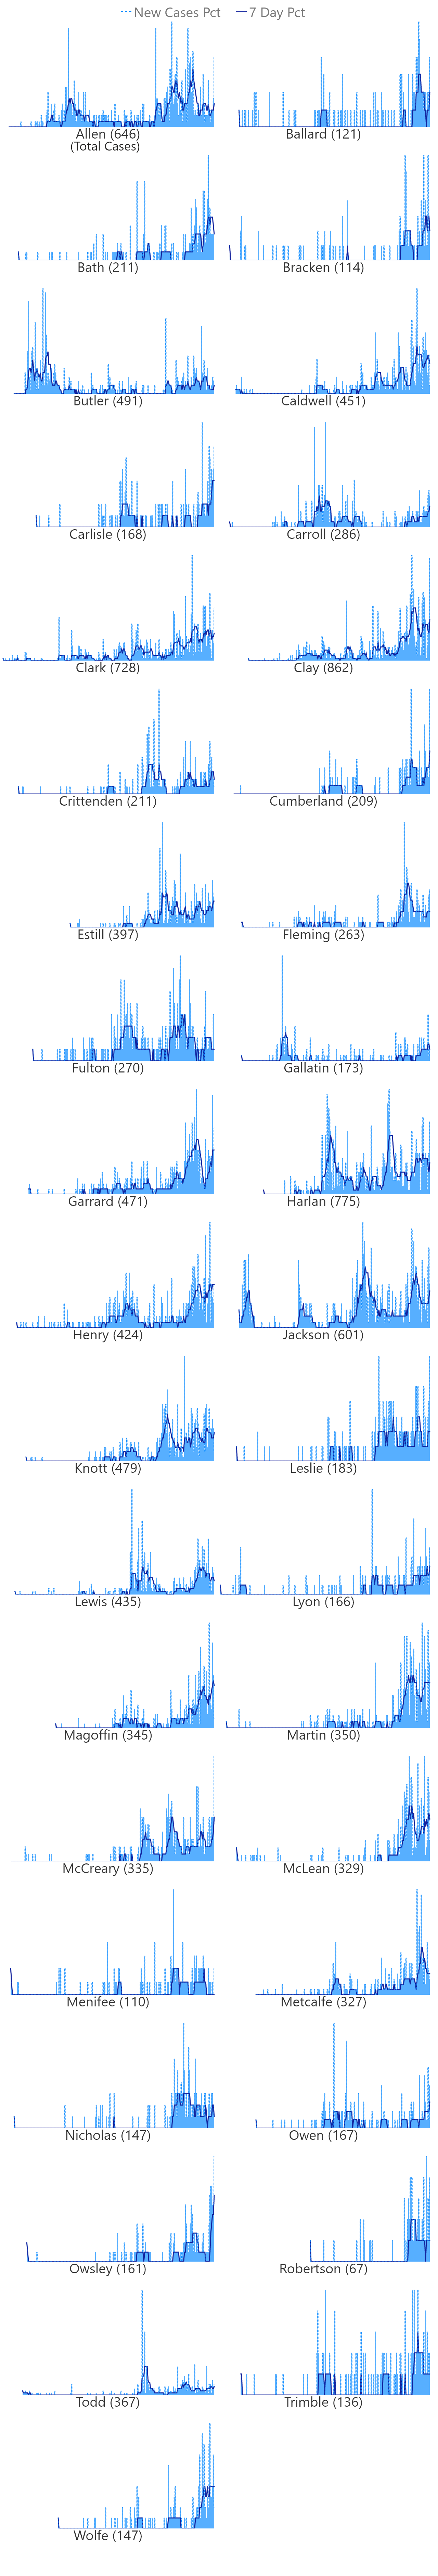 New Cases Pct 7 Day Pct
Allen (646) Ballard (121)
(Total Cases)
Bath (211) Bracken (114)
Butler (491) Caldwell (451)
Carlisle (168) Carroll (286)
Clark (728) Clay (862)
Crittenden (211) Cumberland (209)
Estill (397) Fleming (263)
Fulton (270) Gallatin (173)
Garrard (471) Harlan (775)
Henry (424) Jackson (601)
Knott (479) Leslie (183)
Lewis (435) Lyon (166)
Magoffin (345) Martin (350)
McCreary (335) McLean (329)
Menifee (110) Metcalfe (327)
Nicholas (147) Owen (167)
Owsley (161) Robertson (67)
Todd (367) Trimble (136)
Wolfe (147)